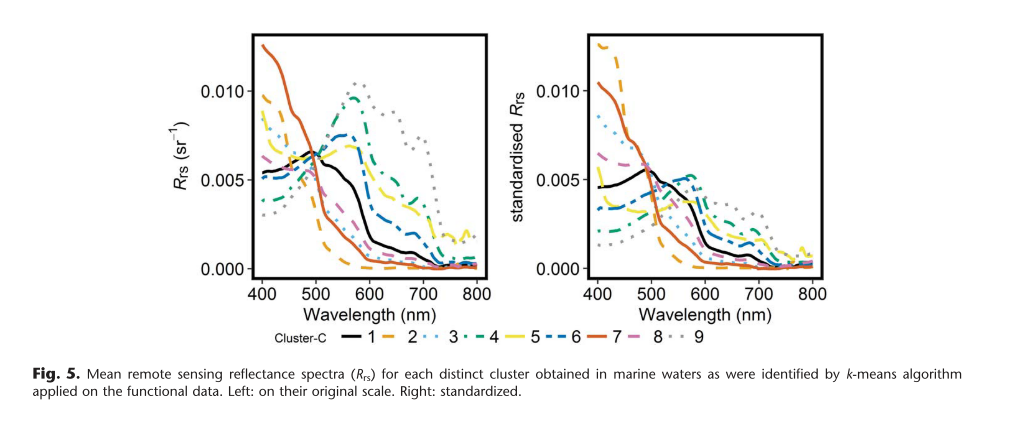 0.010
0.005
0.000
Rrs (sr−1)
400 500 600 700 800
Wavelength (nm)
0.010
0.005
0.000
standardised Rrs
400 500 600 700 800
Wavelength (nm)
Cluster-C 1 2 3 4 5 6 7 8 9
Fig. 5. Mean remote sensing reflectance spectra (Rrs) for each distinct cluster obtained in marine waters as were identified by k-means algorithm
applied on the functional data. Left: on their original scale. Right: standardized.